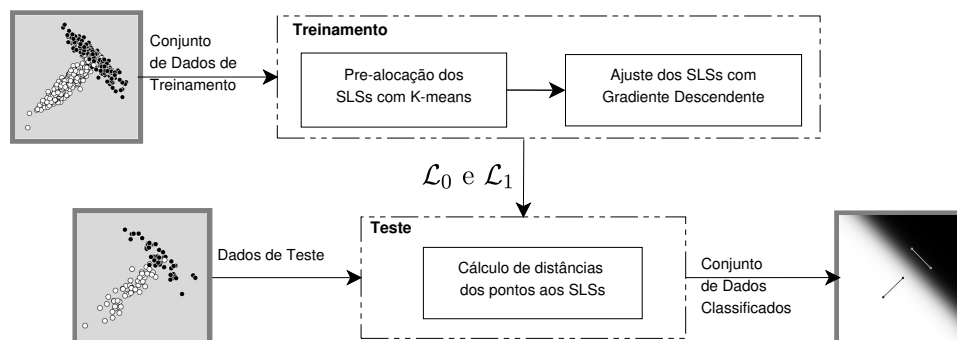 Conjunto
de Dados de
Treinamento
Treinamento
Pre-alocação dos
SLSs com K-means
Ajuste dos SLSs com
Gradiente Descendente
ℒ₀ e ℒ₁
Dados de Teste
Teste
Cálculo de distâncias
dos pontos aos SLSs
Conjunto
de Dados
Classificados